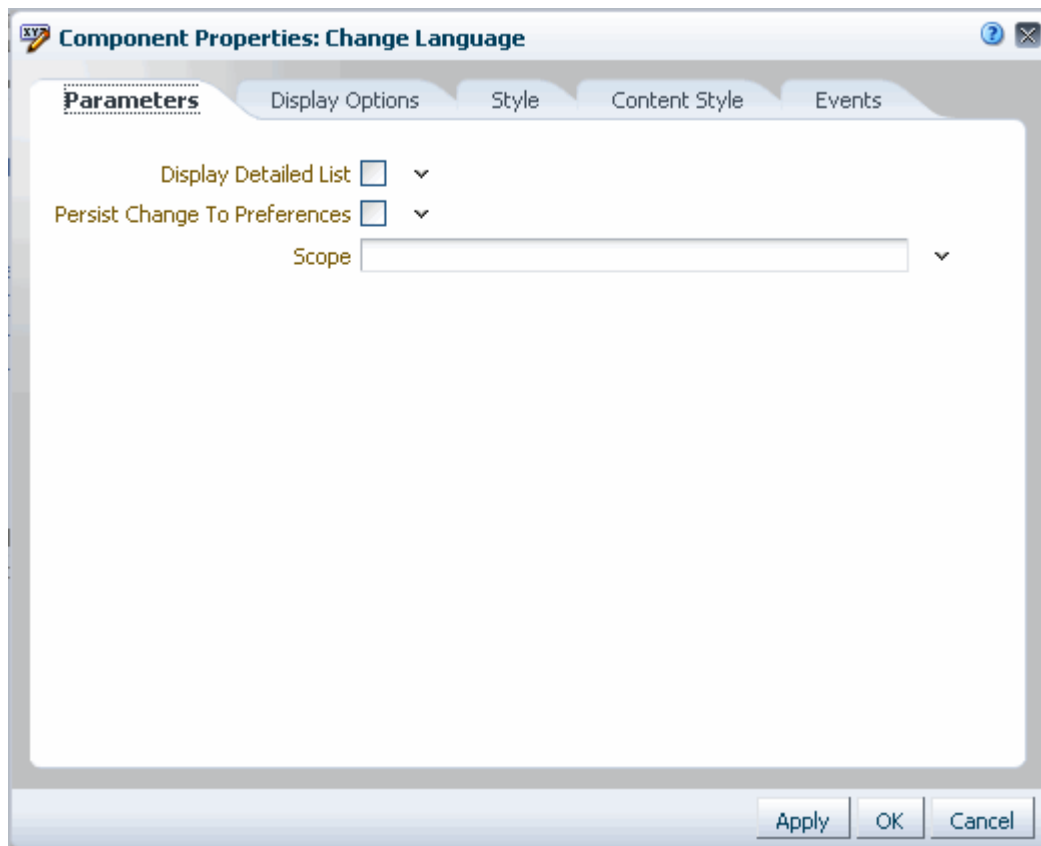 XYZ Component Properties: Change Language ?
Parameters Display Options Style Content Style Events
Display Detailed List
Persist Change To Preferences
Scope
Apply OK Cancel